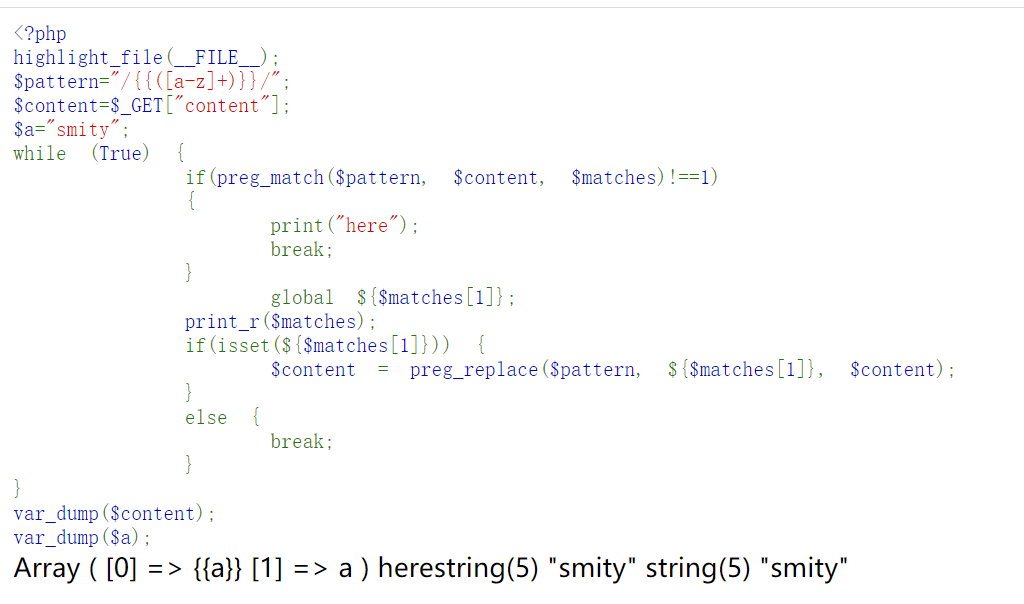 <?php
highlight_file(__FILE__);
$pattern="/{{([a-z]+)}}/";
$content=$_GET["content"];
$a="smity";
while (True) {
if(preg_match($pattern, $content, $matches)!==1)
{
print("here");
break;
}
global ${$matches[1]};
print_r($matches);
if(isset(${$matches[1]})) {
$content = preg_replace($pattern, ${$matches[1]}, $content);
}
else {
break;
}
}
var_dump($content);
var_dump($a);
Array ( [0] => {{a}} [1] => a ) herestring(5) "smity" string(5) "smity"